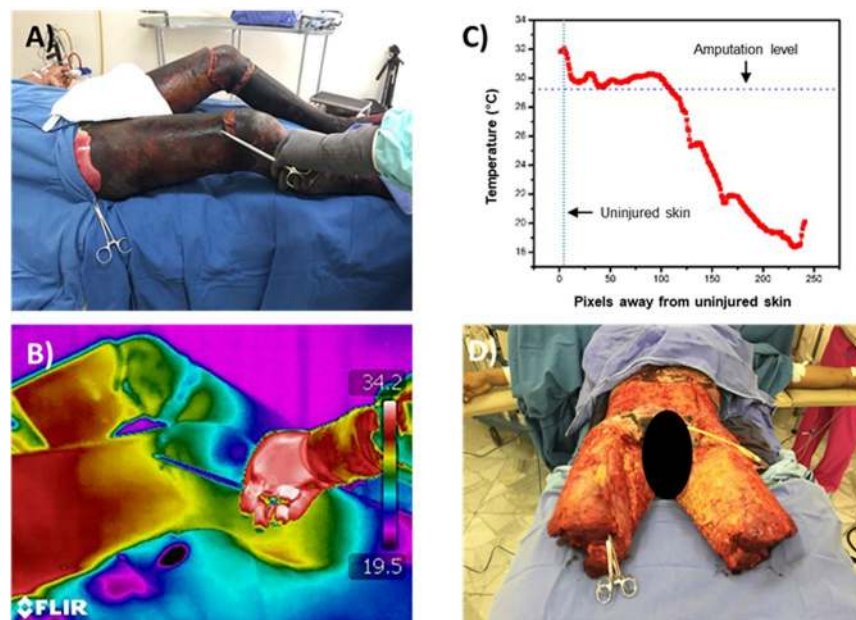 A)
C)
Temperature (°C)
34
32
30
28
26
24
22
20
18
Amputation level
Uninjured skin
0
50
100
150
200
250
Pixels away from uninjured skin
B)
34.2
19.5
FLIR
D)